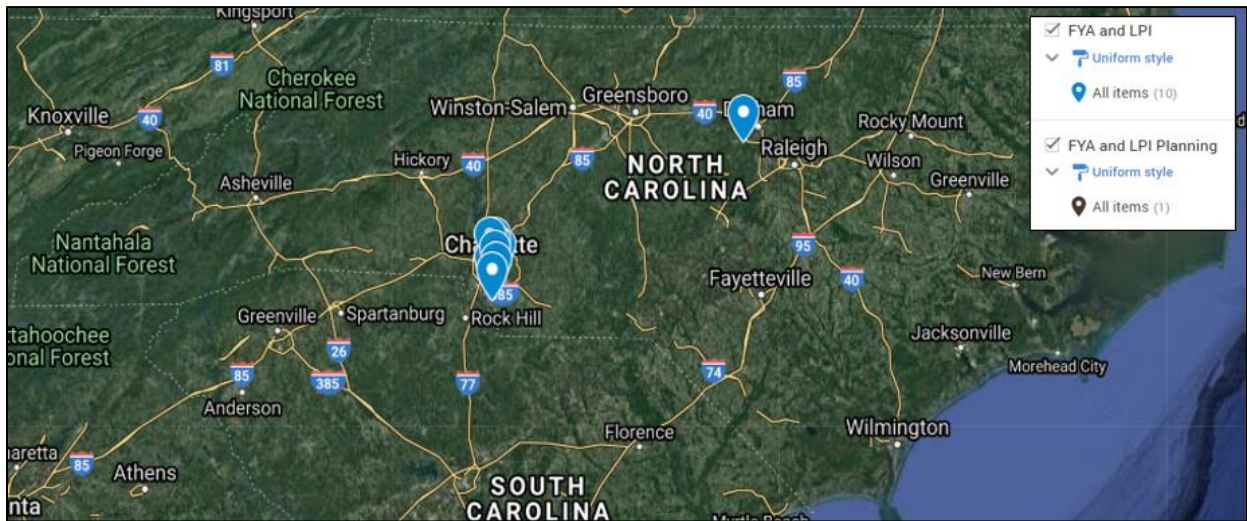 Kingsport
81
Cherokee
National Forest
Knoxville
40
Pigeon Forge
Winston-Salem
Greensboro
40
85
Raleigh
Rocky Mount
Hickory
40
85
NORTH
CAROLINA
Wilson
Greenville
Asheville
Nantahala
National Forest
95
40
Fayetteville
New Bern
85
Greenville
Spartanburg
Rock Hill
Jacksonville
Morehead City
26
85
385
77
74
Anderson
Florence
Wilmington
85
Athens
SOUTH
CAROLINA
FYA and LPI
Uniform style
All items (10)
FYA and LPI Planning
Uniform style
All items (1)